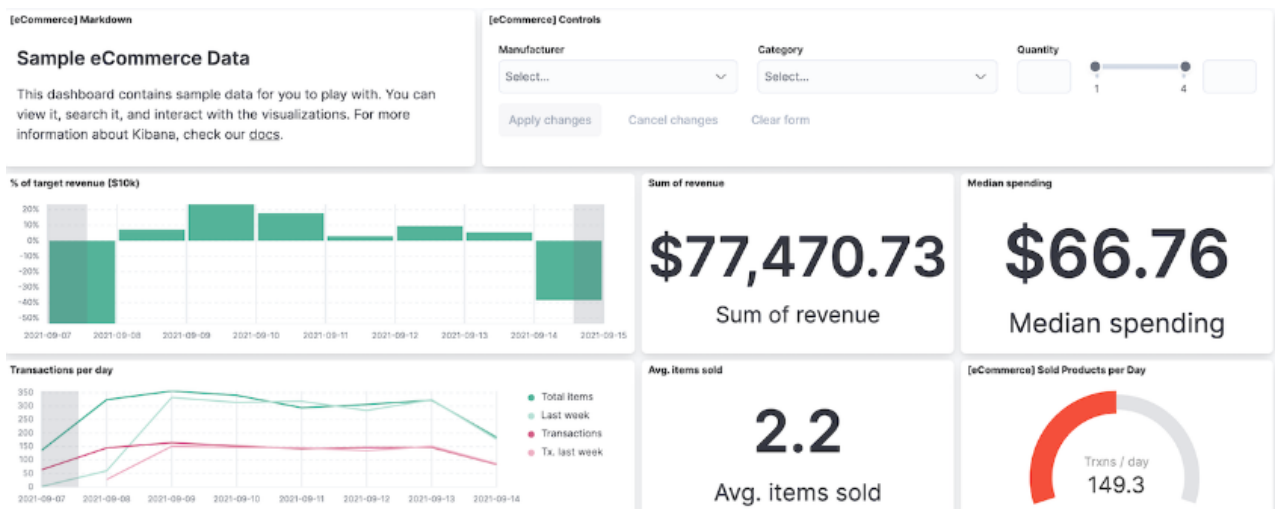 [eCommerce] Markdown
Sample eCommerce Data
This dashboard contains sample data for you to play with. You can
view it, search it, and interact with the visualizations. For more
information about Kibana, check our docs.
[eCommerce] Controls
Manufacturer
Select...
Category
Select...
Quantity
1
4
Apply changes
Cancel changes
Clear form
% of target revenue ($10k)
20%
10%
0%
-10%
-20%
-30%
-40%
-50%
2021-09-07 2021-09-08 2021-09-09 2021-09-10 2021-09-11 2021-09-12 2021-09-13 2021-09-14 2021-09-15
Sum of revenue
$77,470.73
Sum of revenue
Median spending
$66.76
Median spending
Transactions per day
350
300
250
200
150
100
50
0
2021-09-07 2021-09-08 2021-09-09 2021-09-10 2021-09-11 2021-09-12 2021-09-13 2021-09-14
Total items
Last week
Transactions
Tx. last week
Avg. items sold
2.2
Avg. items sold
[eCommerce] Sold Products per Day
Trxns / day
149.3